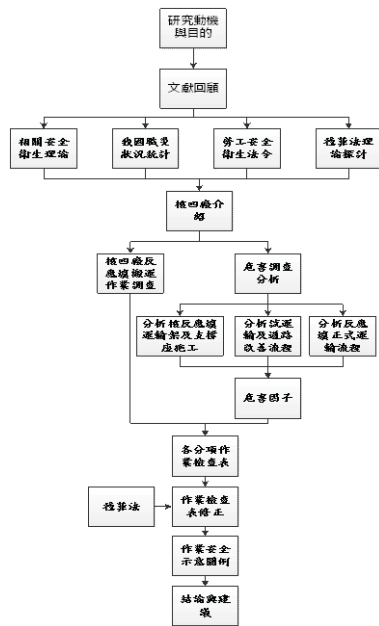 研究動機
與目的
文獻回顧
相關安全
衛生理論
我國職災
狀況統計
勞工安全
衛生法令
德菲法理
論探討
核四廠介
紹
核四廠反
應爐搬運
作業調查
危害調查
分析
分析核反應爐
運輸架及支撐
座施工
分析試運
輸及道路
改善流程
分析反應
爐正式運
輸流程
危害因子
各分項作
業檢查表
德菲法
作業檢查
表修正
作業安全
示意圖例
結論與建
議